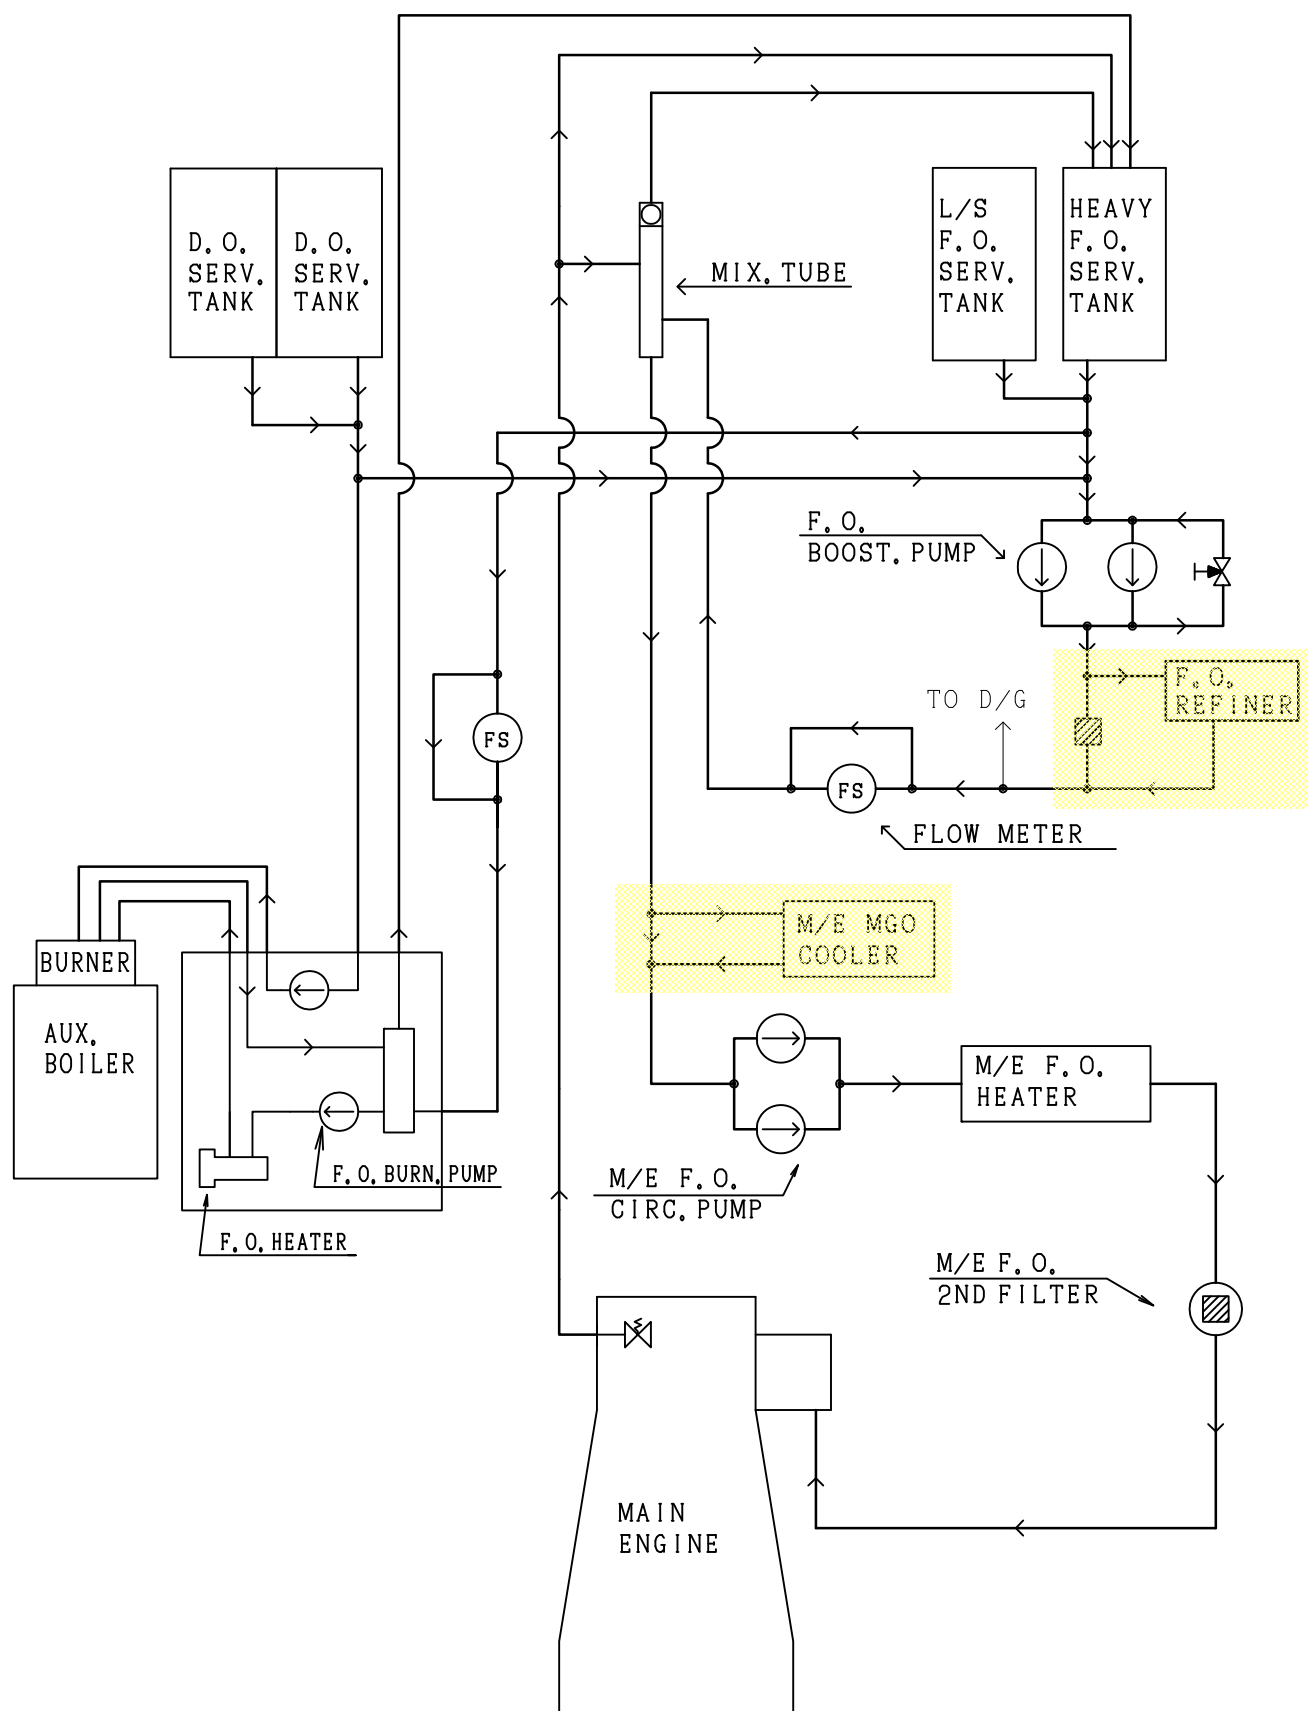 D.O.
SERV.
TANK
D.O.
SERV.
TANK
MIX. TUBE
L/S
F.O.
SERV.
TANK
HEAVY
F.O.
SERV.
TANK
F.O.
BOOST. PUMP
F.O.
REFINER
TO D/G
FS
FS
FLOW METER
BURNER
AUX.
BOILER
M/E MGO
COOLER
M/E F.O.
HEATER
F.O. BURN. PUMP
M/E F.O.
CIRC. PUMP
F.O. HEATER
M/E F.O.
2ND FILTER
MAIN
ENGINE